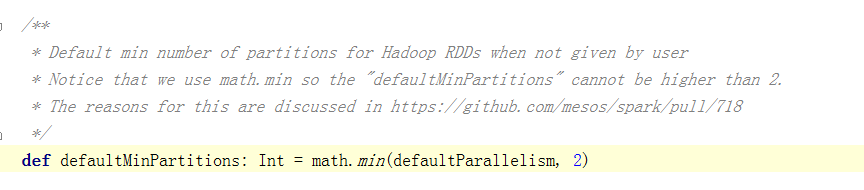 /**
* Default min number of partitions for Hadoop RDDs when not given by user
* Notice that we use math.min so the "defaultMinPartitions" cannot be higher than 2.
* The reasons for this are discussed in https://github.com/mesos/spark/pull/718
*/
def defaultMinPartitions: Int = math.min(defaultParallelism, 2)